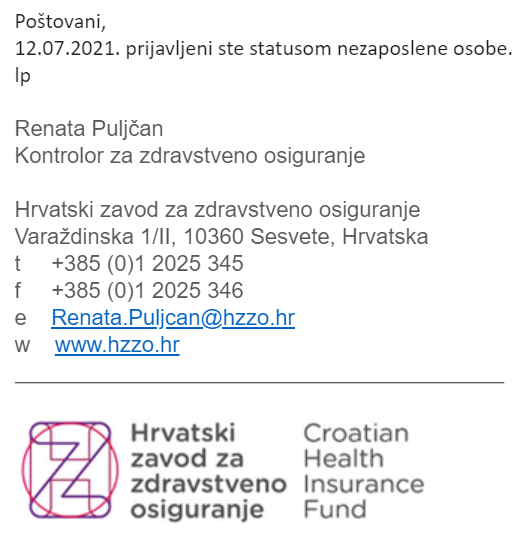 Poštovani,
12.07.2021. prijavljeni ste statusom nezaposlene osobe.
lp
Renata Puljčan
Kontrolor za zdravstveno osiguranje
Hrvatski zavod za zdravstveno osiguranje
Varaždinska 1/II, 10360 Sesvete, Hrvatska
t +385 (0)1 2025 345
f +385 (0)1 2025 346
e Renata.Puljcan@hzzo.hr
w www.hzzo.hr
Hrvatski
zavod za
zdravstveno
osiguranje
Croatian
Health
Insurance
Fund